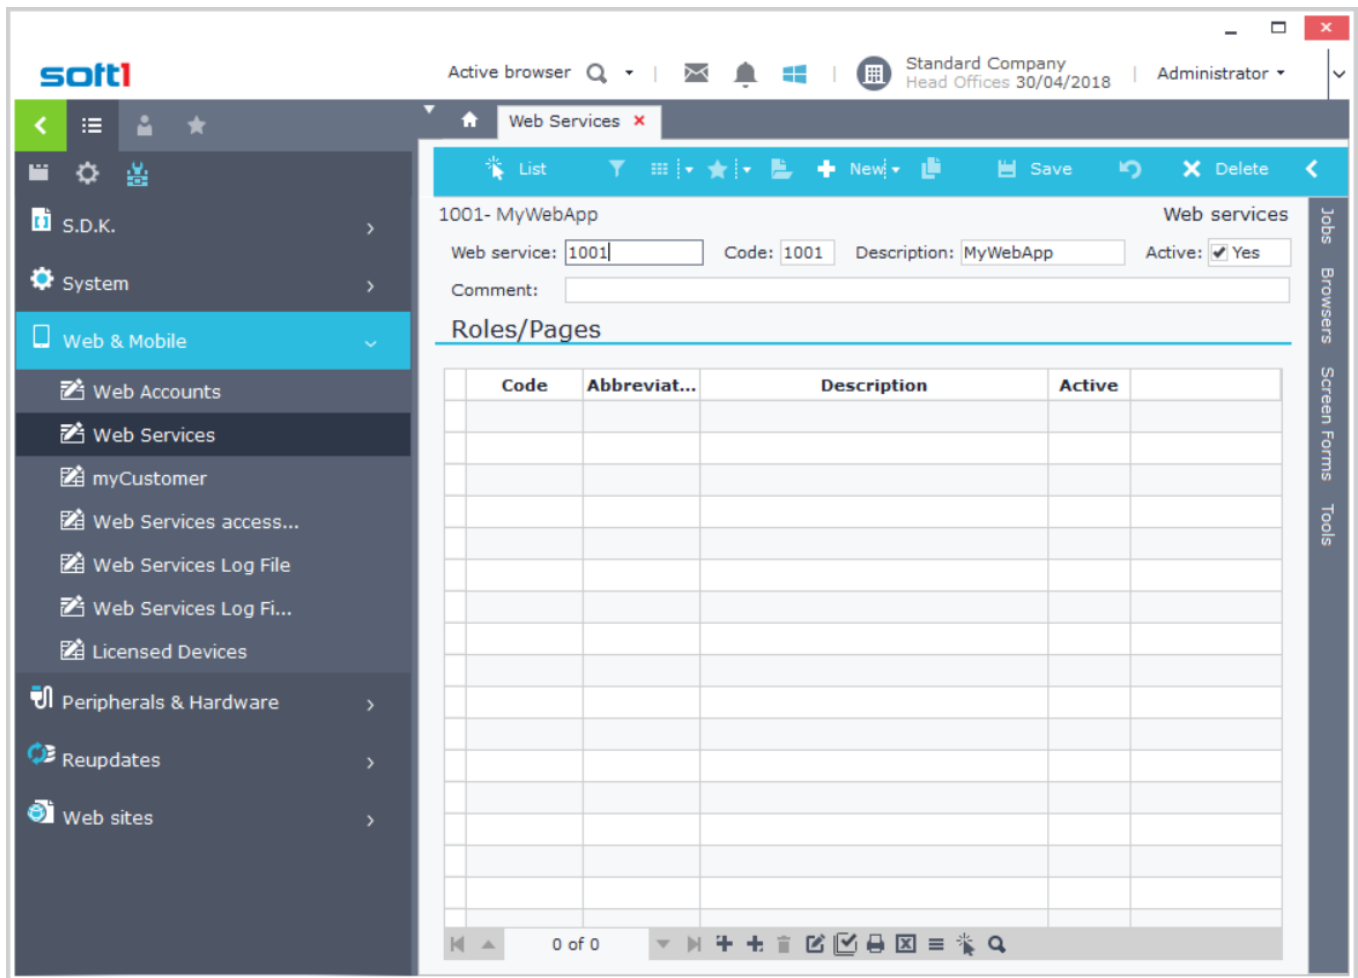 soft1
Active browser
Standard Company
Head Offices 30/04/2018
Administrator
Web Services
List
New
Save
Delete
S.D.K.
System
Web & Mobile
Web Accounts
Web Services
myCustomer
Web Services access...
Web Services Log File
Web Services Log Fi...
Licensed Devices
Peripherals & Hardware
Reupdates
Web sites
1001- MyWebApp
Web services
Web service: 1001 Code: 1001 Description: MyWebApp Active: Yes
Comment:
Roles/Pages
Code Abbreviat... Description Active
0 of 0
Jobs
Browsers
Screen Forms
Tools